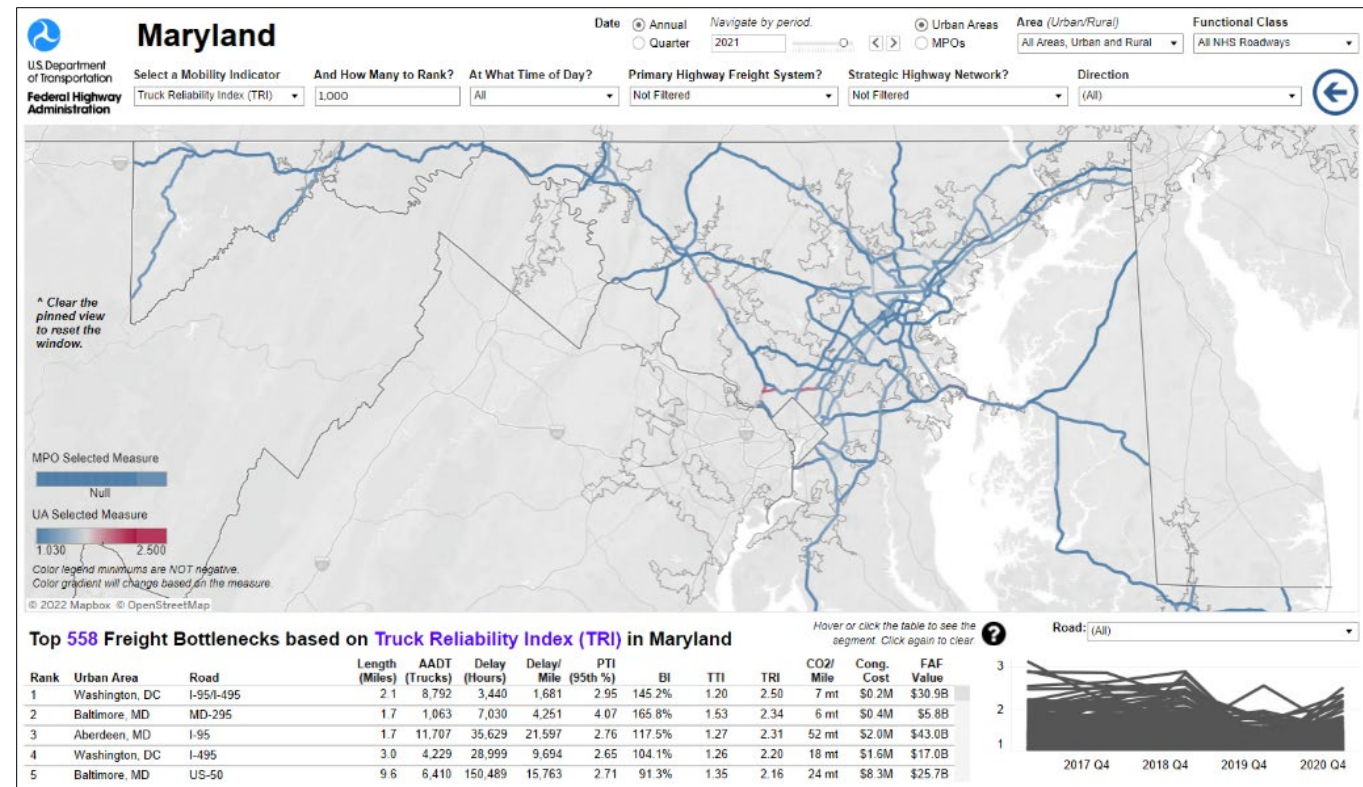 Maryland
U.S. Department
of Transportation
Federal Highway
Administration
Date
Annual
Quarter
Navigate by period.
2021
Urban Areas
MPOs
Area (Urban/Rural)
All Areas, Urban and Rural
Functional Class
All NHS Roadways
Select a Mobility Indicator
Truck Reliability Index (TRI)
And How Many to Rank?
1,000
At What Time of Day?
All
Primary Highway Freight System?
Not Filtered
Strategic Highway Network?
Not Filtered
Direction
(All)
^ Clear the
pinned view
to reset the
window.
MPO Selected Measure
Null
UA Selected Measure
1.030 2.500
Color legend minimums are NOT negative.
Color gradient will change based on the measure.
© 2022 Mapbox © OpenStreetMap
Top 558 Freight Bottlenecks based on Truck Reliability Index (TRI) in Maryland
Hover or click the table to see the
segment. Click again to clear.
?
Road: (All)
Rank Urban Area Road Length (Miles) AADT (Trucks) Delay (Hours) Delay/ Mile PTI (95th %) BI TTI TRI CO2/ Mile Cong. Cost FAF Value
1 Washington, DC I-95/I-495 2.1 8,792 3,440 1,681 2.95 145.2% 1.20 2.50 7 mt $0.2M $30.9B
2 Baltimore, MD MD-295 1.7 1,063 7,030 4,251 4.07 165.8% 1.53 2.34 6 mt $0.4M $5.8B
3 Aberdeen, MD I-95 1.7 11,707 35,629 21,597 2.76 117.5% 1.27 2.31 52 mt $2.0M $43.0B
4 Washington, DC I-495 3.0 4,229 28,999 9,694 2.65 104.1% 1.26 2.20 18 mt $1.6M $17.0B
5 Baltimore, MD US-50 9.6 6,410 150,489 15,763 2.71 91.3% 1.35 2.16 24 mt $8.3M $25.7B
3
2
1
2017 Q4 2018 Q4 2019 Q4 2020 Q4